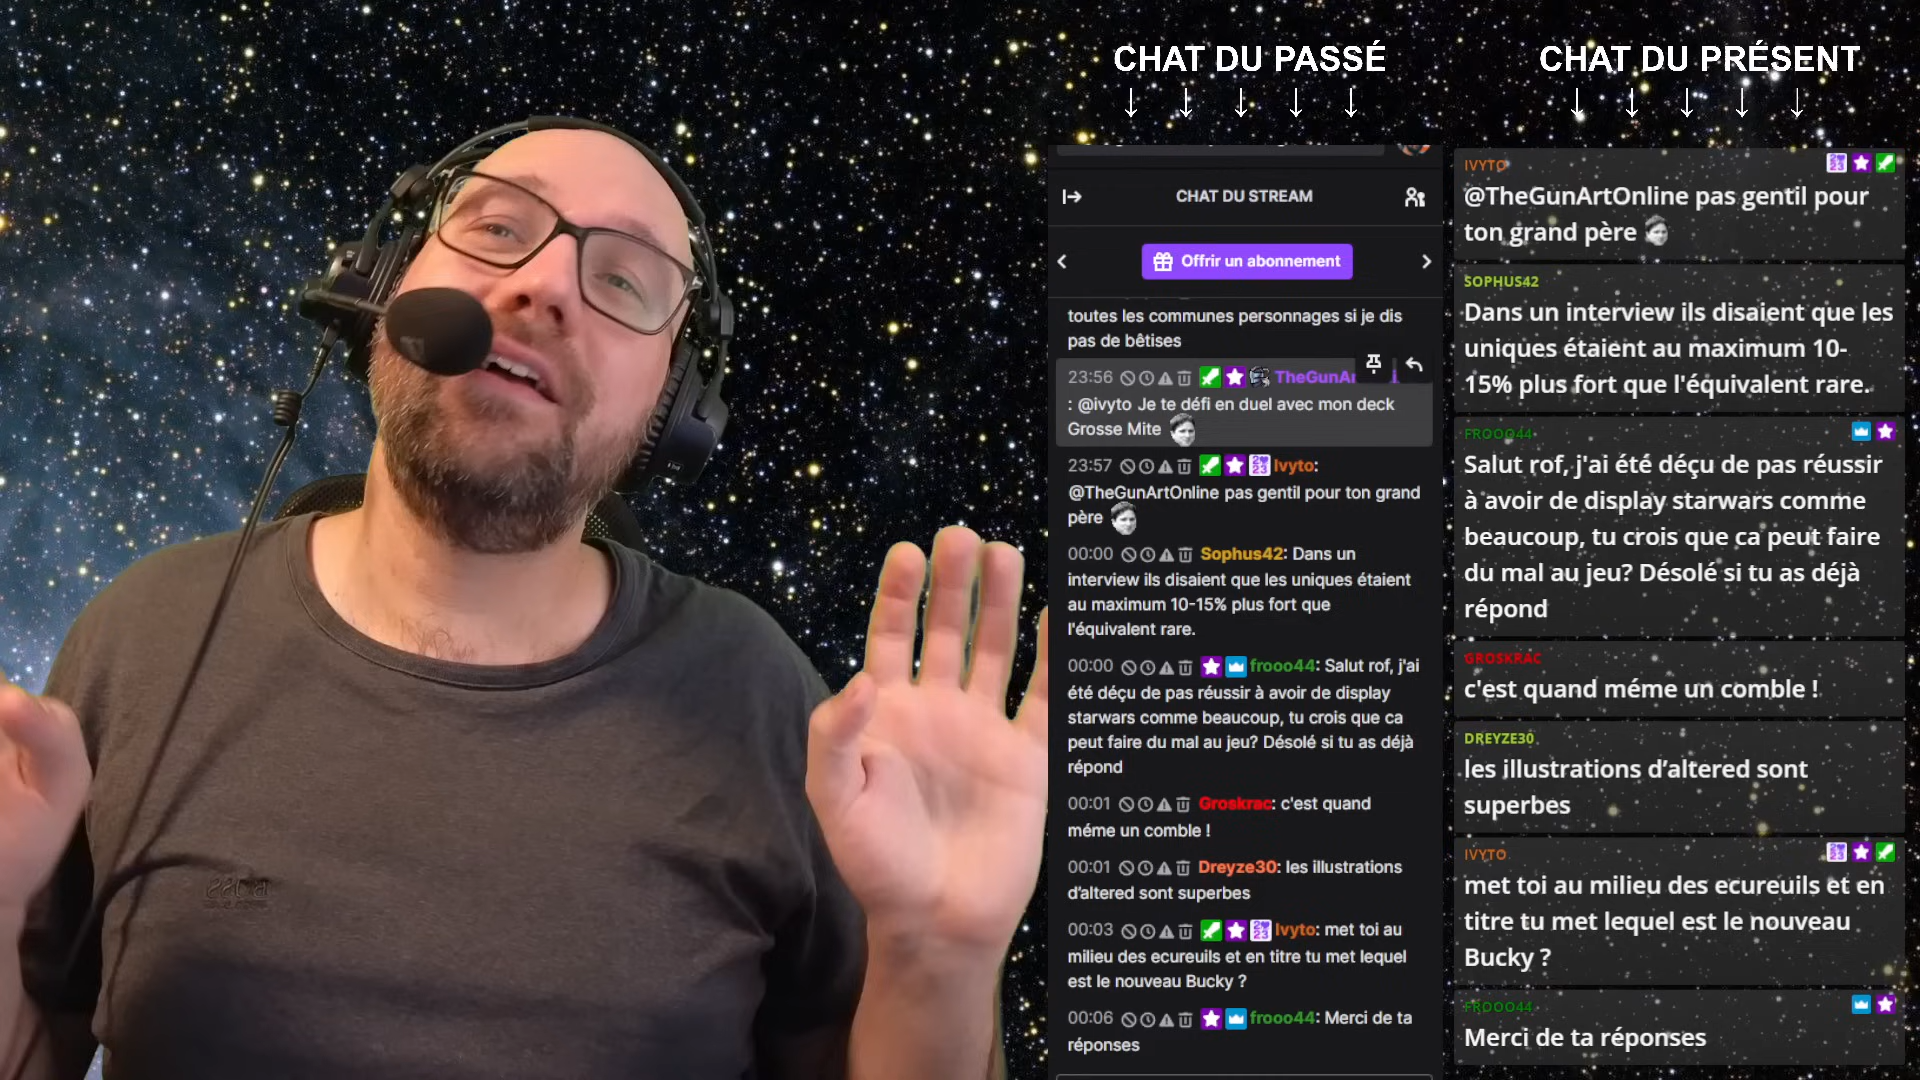 CHAT DU PASSÉ
CHAT DU STREAM
Offrir un abonnement
toutes les communes personnages si je dis
pas de bêtises
23:56
: @ivyto Je te défi en duel avec mon deck
Grosse Mite
23:57 Ivyto:
@TheGunArtOnline pas gentil pour ton grand
père
00:00 Sophus42: Dans un
interview ils disaient que les uniques étaient
au maximum 10-15% plus fort que
l'équivalent rare.
00:00 frooo44: Salut rof, j'ai
été déçu de pas réussir à avoir de display
starwars comme beaucoup, tu crois que ca
peut faire du mal au jeu? Désolé si tu as déjà
répond
00:01 Groskrac: c'est quand
méme un comble !
00:01 Dreyze30: les illustrations
d'altered sont superbes
00:03 Ivyto: met toi au
milieu des ecureuils et en titre tu met lequel
est le nouveau Bucky ?
00:06 frooo44: Merci de ta
réponses
CHAT DU PRÉSENT
IVYTO
@TheGunArtOnline pas gentil pour
ton grand père
SOPHUS42
Dans un interview ils disaient que les
uniques étaient au maximum 10-
15% plus fort que l'équivalent rare.
FROOO44
Salut rof, j'ai été déçu de pas réussir
à avoir de display starwars comme
beaucoup, tu crois que ca peut faire
du mal au jeu? Désolé si tu as déjà
répond
GROSKRAC
c'est quand méme un comble !
DREYZE30
les illustrations d'altered sont
superbes
IVYTO
met toi au milieu des ecureuils et en
titre tu met lequel est le nouveau
Bucky ?
FROOO44
Merci de ta réponses